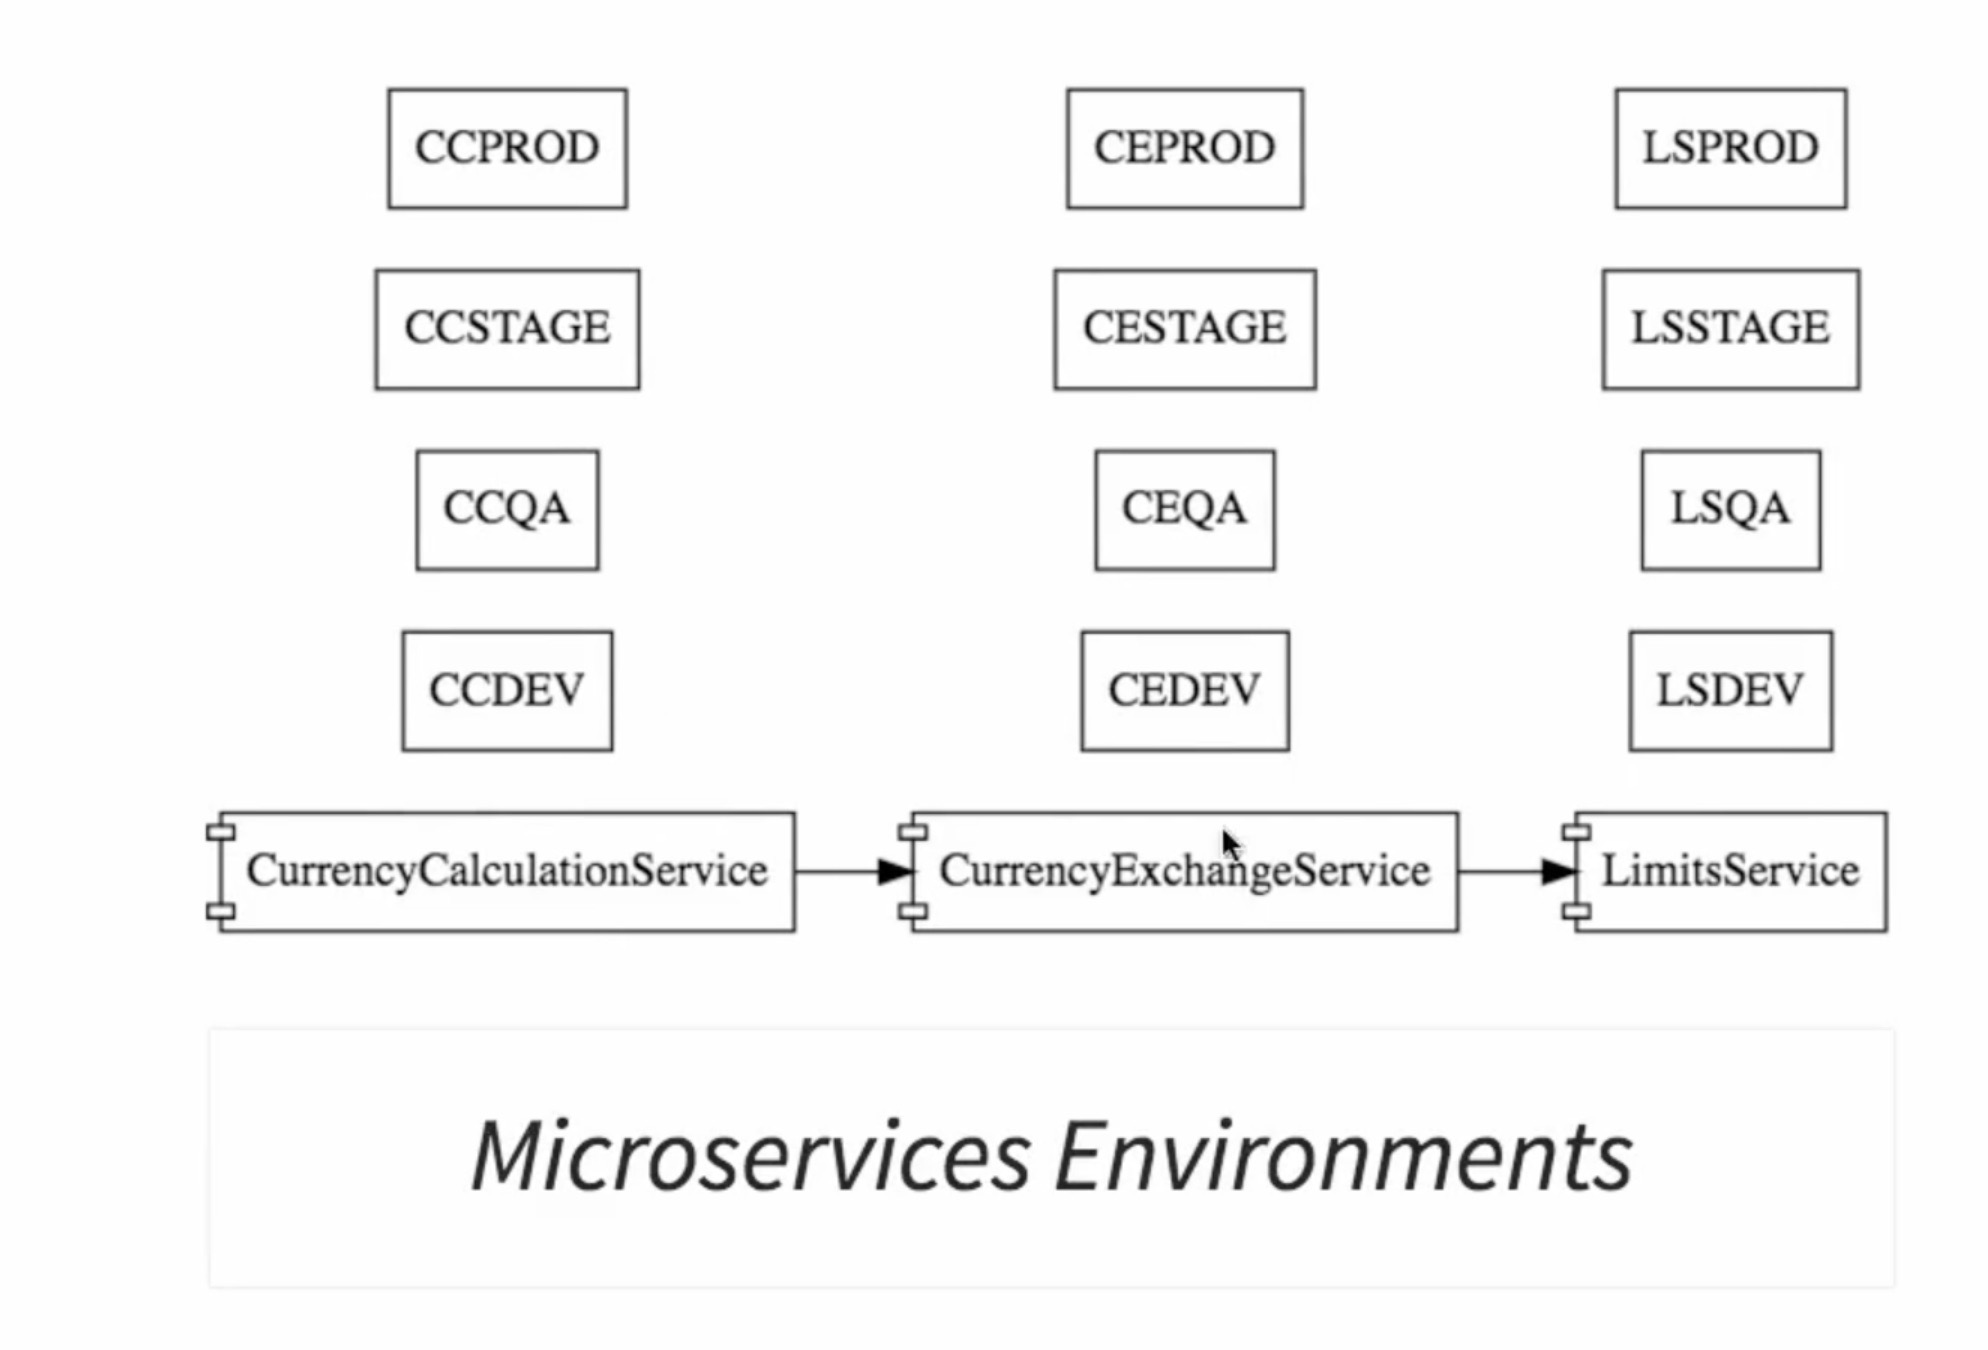 CCPROD CEPROD LSPROD
CCSTAGE CESTAGE LSSTAGE
CCQA CEQA LSQA
CCDEV CEDEV LSDEV
CurrencyCalculationService CurrencyExchangeService LimitsService
Microservices Environments